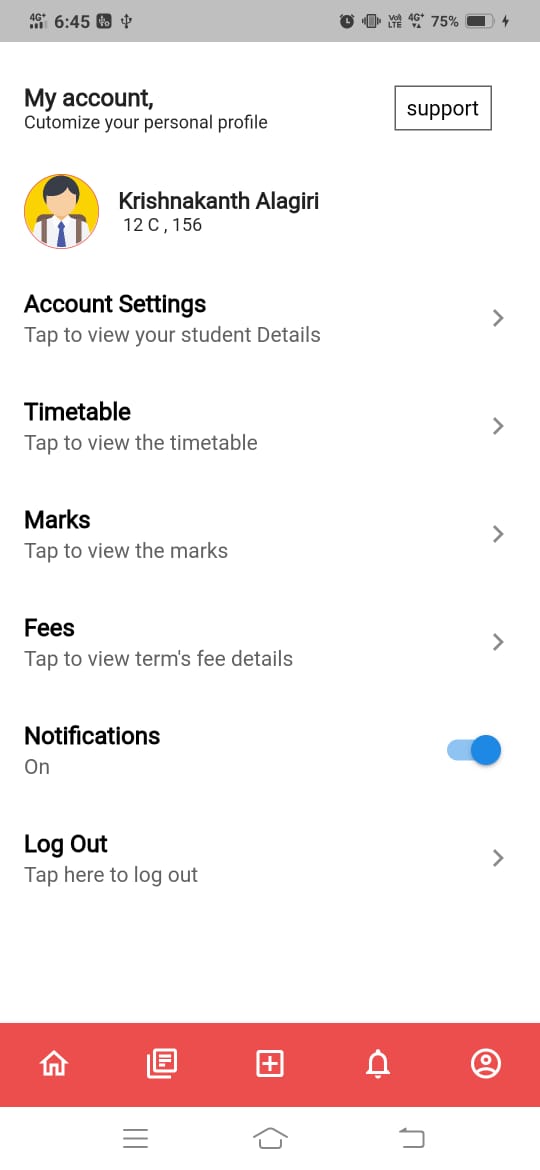 4G+ 6:45 VoD LTE 4G+ 75%
My account,
Cutomize your personal profile
support
Krishnakanth Alagiri
12 C , 156
Account Settings
Tap to view your student Details
Timetable
Tap to view the timetable
Marks
Tap to view the marks
Fees
Tap to view term's fee details
Notifications
On
Log Out
Tap here to log out